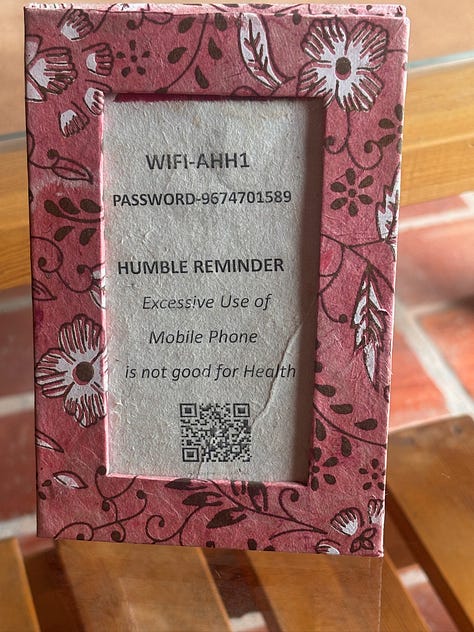 WIFI-AHH1
PASSWORD-9674701589
HUMBLE REMINDER
Excessive Use of
Mobile Phone
is not good for Health